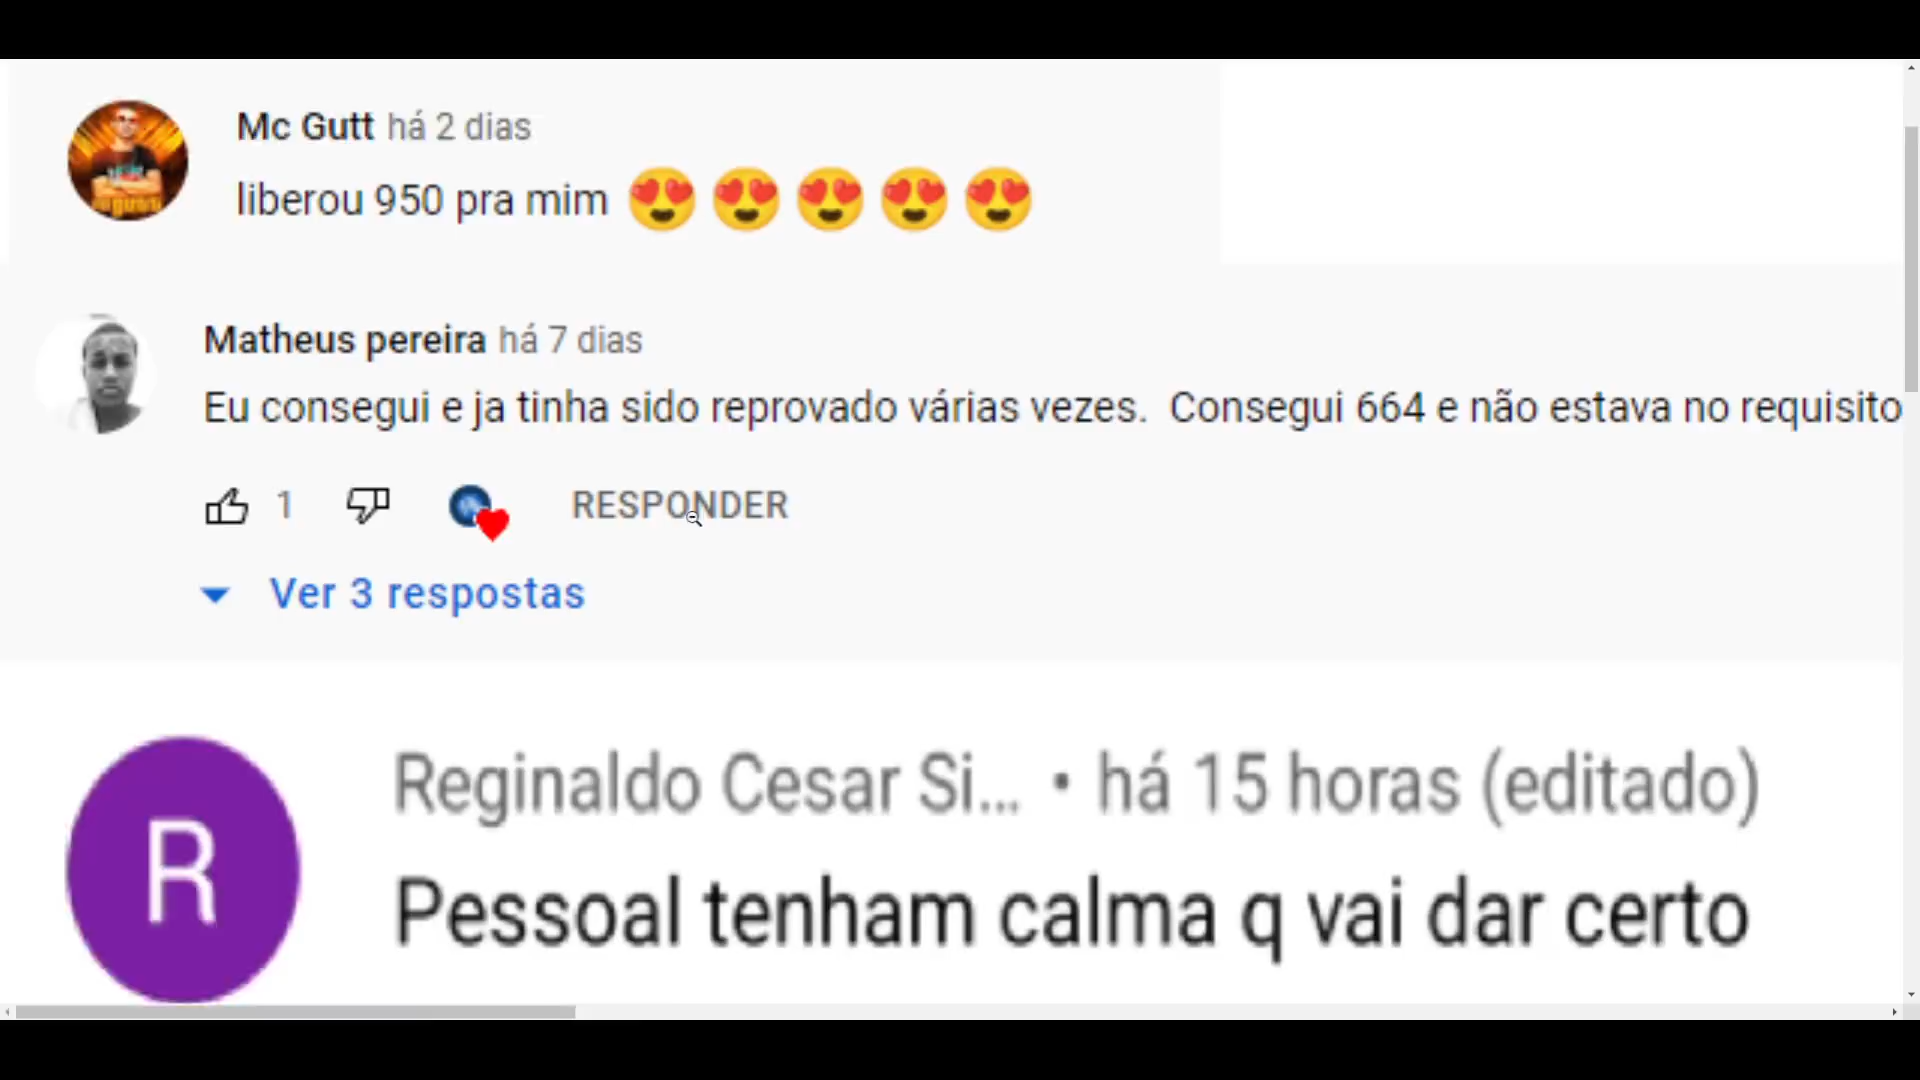 Mc Gutt há 2 dias
liberou 950 pra mim 😍 😍 😍 😍 😍
Matheus pereira há 7 dias
Eu consegui e ja tinha sido reprovado várias vezes. Consegui 664 e não estava no requisito
1 RESPONDER
Ver 3 respostas
Reginaldo Cesar Si... • há 15 horas (editado)
R
Pessoal tenham calma q vai dar certo